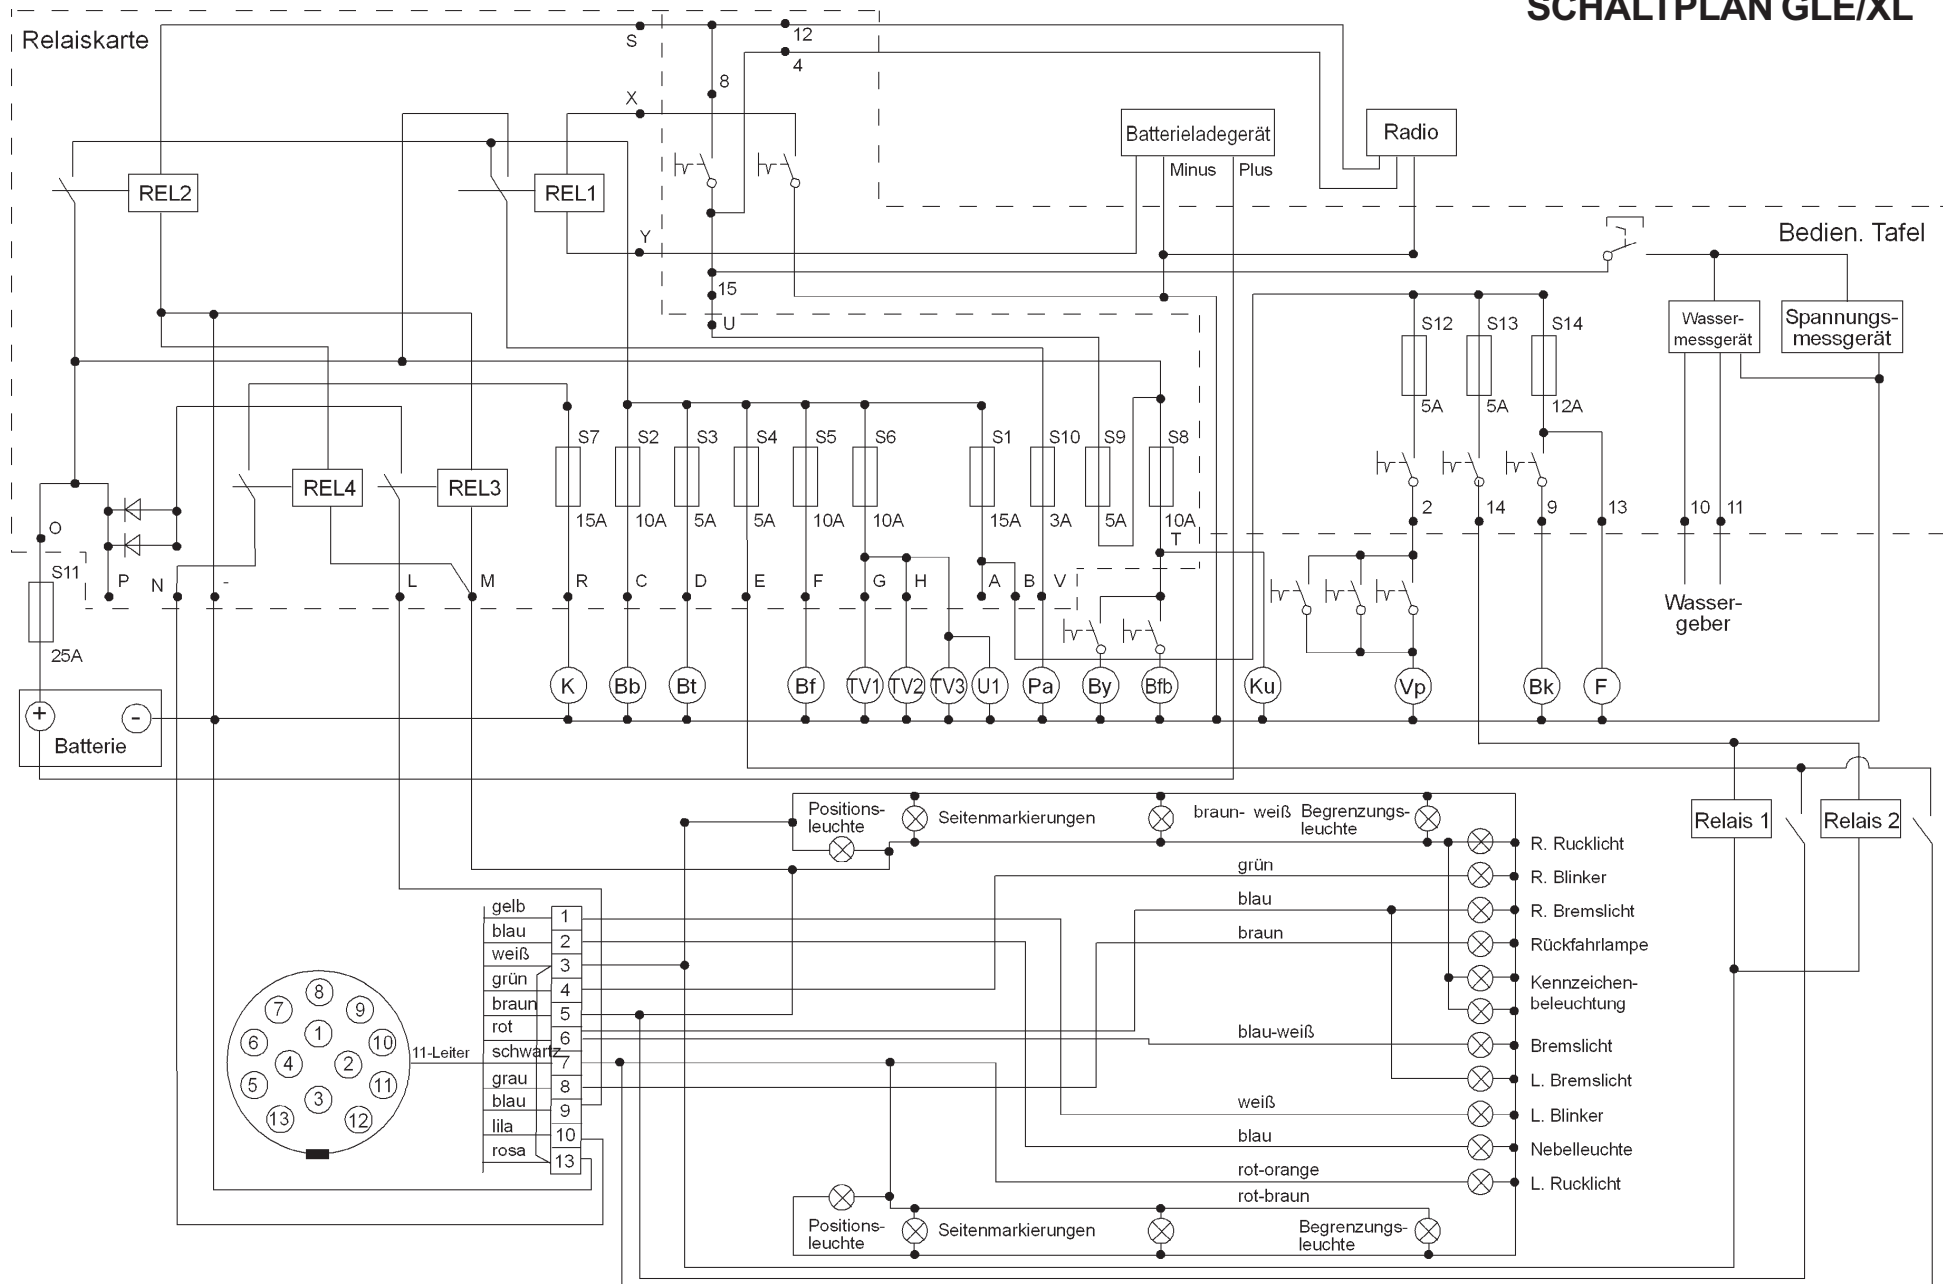 SCHALTPLAN GLE/XL
Relaiskarte
S
12
4
8
X
Batterieladegerät
Radio
Minus
Plus
REL2
REL1
Y
Bedien. Tafel
15
U
S12
S13
S14
Wasser-
messgerät
Spannungs-
messgerät
5A
5A
12A
S7
S2
S3
S4
S5
S6
S1
S10
S9
S8
REL4
REL3
15A
10A
5A
5A
10A
10A
15A
3A
5A
10A
2
14
9
13
10
11
O
T
S11
P
N
-
L
M
R
C
D
E
F
G
H
A
B
V
Wasser-
geber
25A
K
Bb
Bt
Bf
TV1
TV2
TV3
U1
Pa
By
Bfb
Ku
Vp
Bk
F
+
-
Batterie
Positions-
leuchte
Seitenmarkierungen
braun- weiß
Begrenzungs-
leuchte
Relais 1
Relais 2
R. Rucklicht
grün
R. Blinker
blau
R. Bremslicht
braun
Rückfahrlampe
Kennzeichen-
beleuchtung
blau-weiß
Bremslicht
L. Bremslicht
weiß
L. Blinker
blau
Nebelleuchte
rot-orange
L. Rucklicht
rot-braun
gelb
1
blau
2
weiß
3
grün
4
braun
5
rot
6
schwartz
7
grau
8
blau
9
lila
10
rosa
13
11-Leiter
8
7
9
1
6
10
4
2
5
11
3
13
12
Positions-
leuchte
Seitenmarkierungen
Begrenzungs-
leuchte